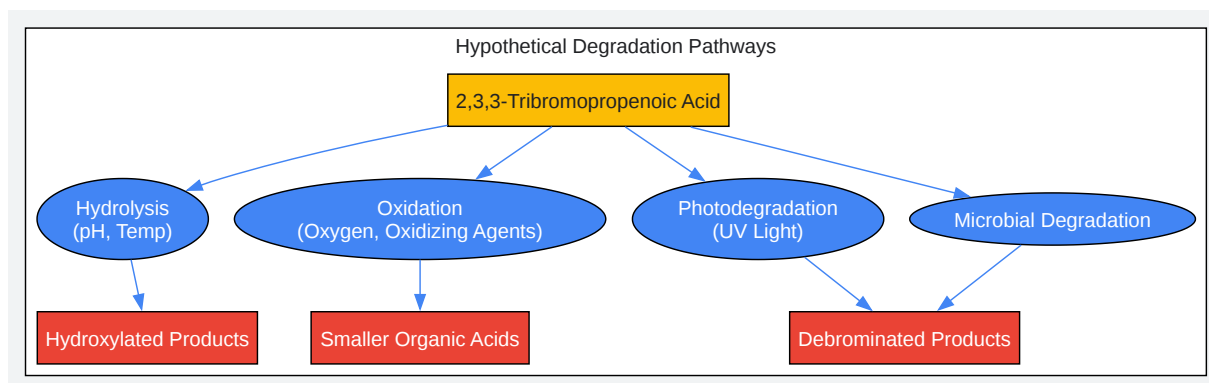 Hypothetical Degradation Pathways
2,3,3-Tribromopropenoic Acid
Hydrolysis
(pH, Temp)
Oxidation
(Oxygen, Oxidizing Agents)
Photodegradation
(UV Light)
Microbial Degradation
Hydroxylated Products
Smaller Organic Acids
Debrominated Products